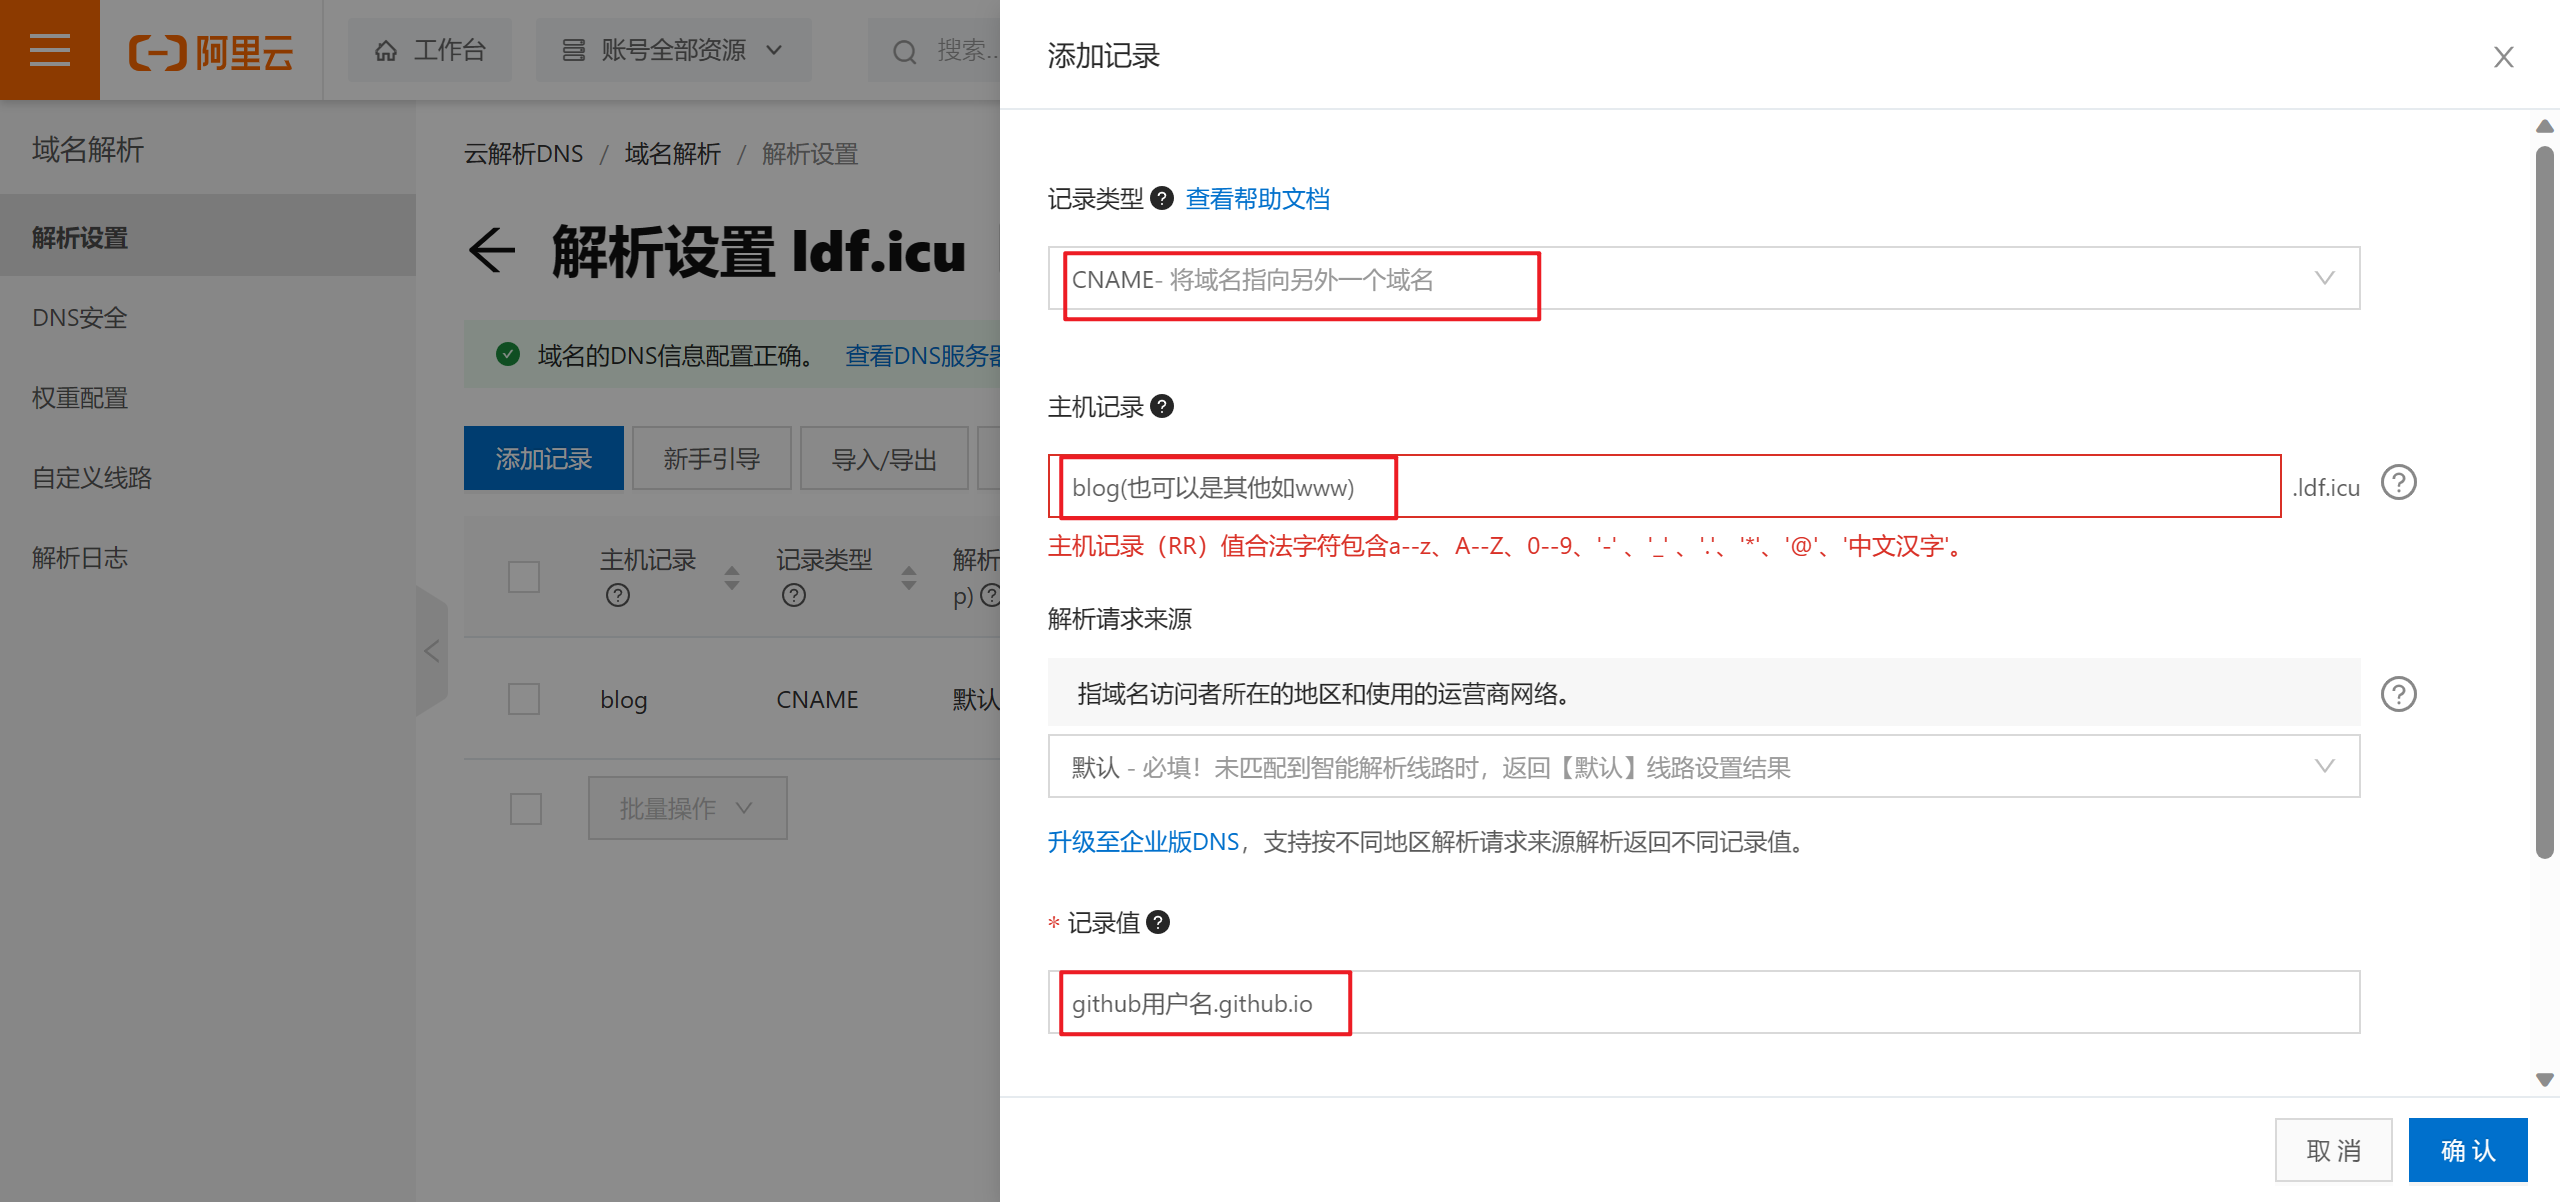 阿里云
工作台
账号全部资源
搜索...
域名解析
解析设置
DNS安全
权重配置
自定义线路
解析日志
云解析DNS / 域名解析 / 解析设置
解析设置 ldf.icu
域名的DNS信息配置正确。 查看DNS服务器
添加记录
新手引导
导入/导出
主机记录
记录类型
解析
p)
blog
CNAME
默认
批量操作
添加记录
记录类型 查看帮助文档
CNAME- 将域名指向另外一个域名
主机记录
blog(也可以是其他如www)
.ldf.icu
主机记录（RR）值合法字符包含a--z、A--Z、0--9、'-' 、'_' 、'.'、'*'、'@'、'中文汉字'。
解析请求来源
指域名访问者所在的地区和使用的运营商网络。
默认 - 必填！未匹配到智能解析线路时，返回【默认】线路设置结果
升级至企业版DNS，支持按不同地区解析请求来源解析返回不同记录值。
* 记录值
github用户名.github.io
取 消
确 认